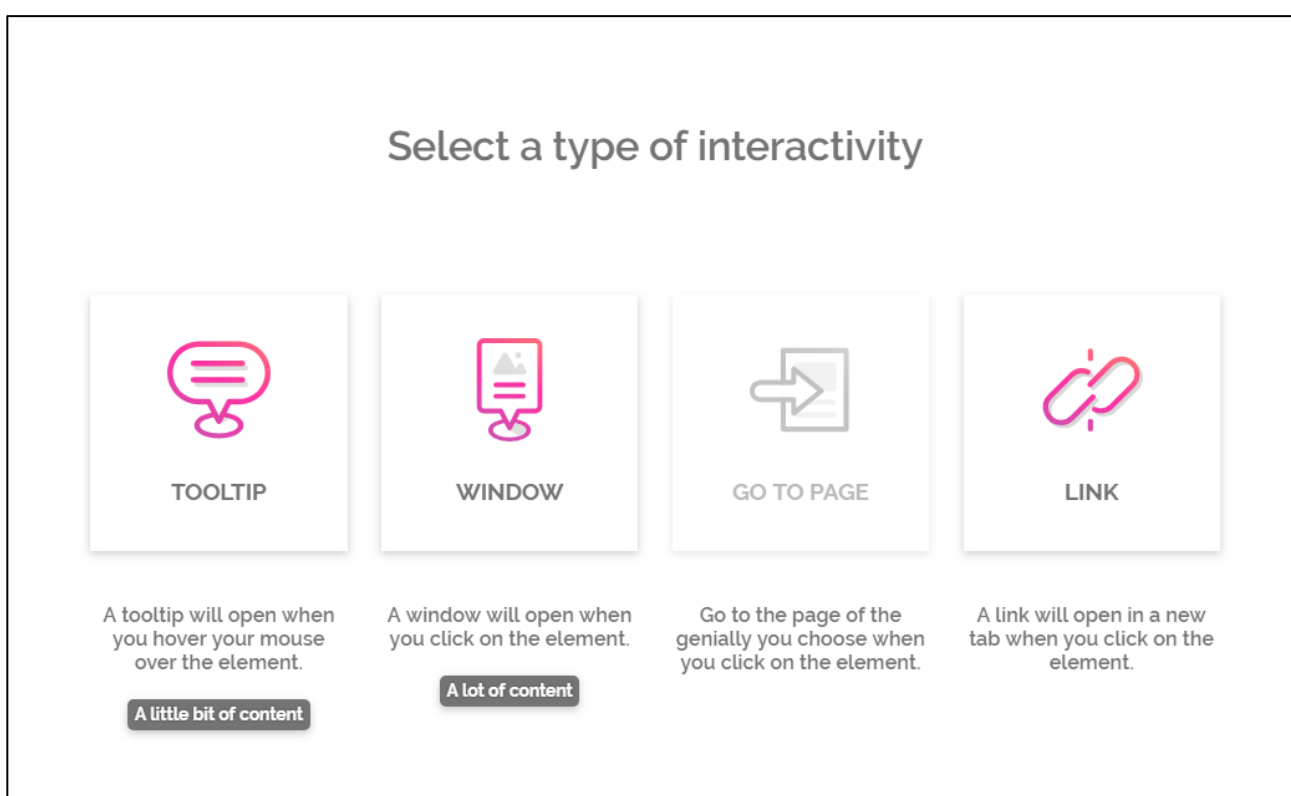 Select a type of interactivity
TOOLTIP
A tooltip will open when
you hover your mouse
over the element.
A little bit of content
WINDOW
A window will open when
you click on the element.
A lot of content
GO TO PAGE
Go to the page of the
genially you choose when
you click on the element.
LINK
A link will open in a new
tab when you click on the
element.